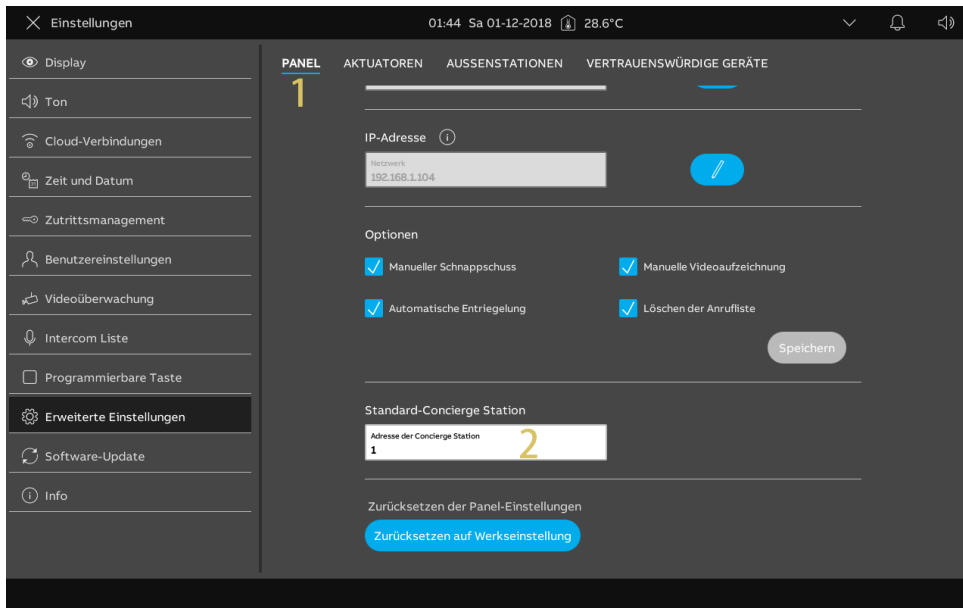 Einstellungen
01:44 Sa 01-12-2018 28.6°C
Display
Ton
Cloud-Verbindungen
Zeit und Datum
Zutrittsmanagement
Benutzereinstellungen
Videoüberwachung
Intercom Liste
Programmierbare Taste
Erweiterte Einstellungen
Software-Update
Info
PANEL AKTUATOREN AUSSENSTATIONEN VERTRAUENSWÜRDIGE GERÄTE
1
IP-Adresse
Netzwerk
192.168.1.104
Optionen
Manueller Schnappschuss Manuelle Videoaufzeichnung
Automatische Entriegelung Löschen der Anrufliste
Speichern
Standard-Concierge Station
Adresse der Concierge Station
1
2
Zurücksetzen der Panel-Einstellungen
Zurücksetzen auf Werkseinstellung